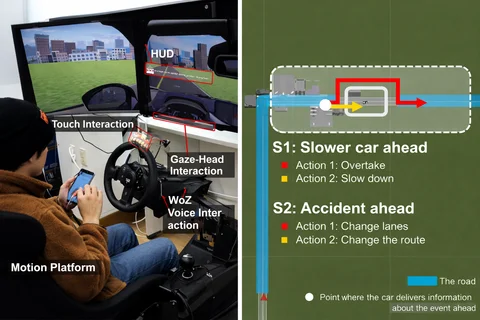 HUD
Touch Interaction
Gaze-Head
Interaction
WoZ
Voice Inter
action
Motion Platform
S1: Slower car ahead
Action 1: Overtake
Action 2: Slow down
S2: Accident ahead
Action 1: Change lanes
Action 2: Change the route
The road
Point where the car delivers information
about the event ahead